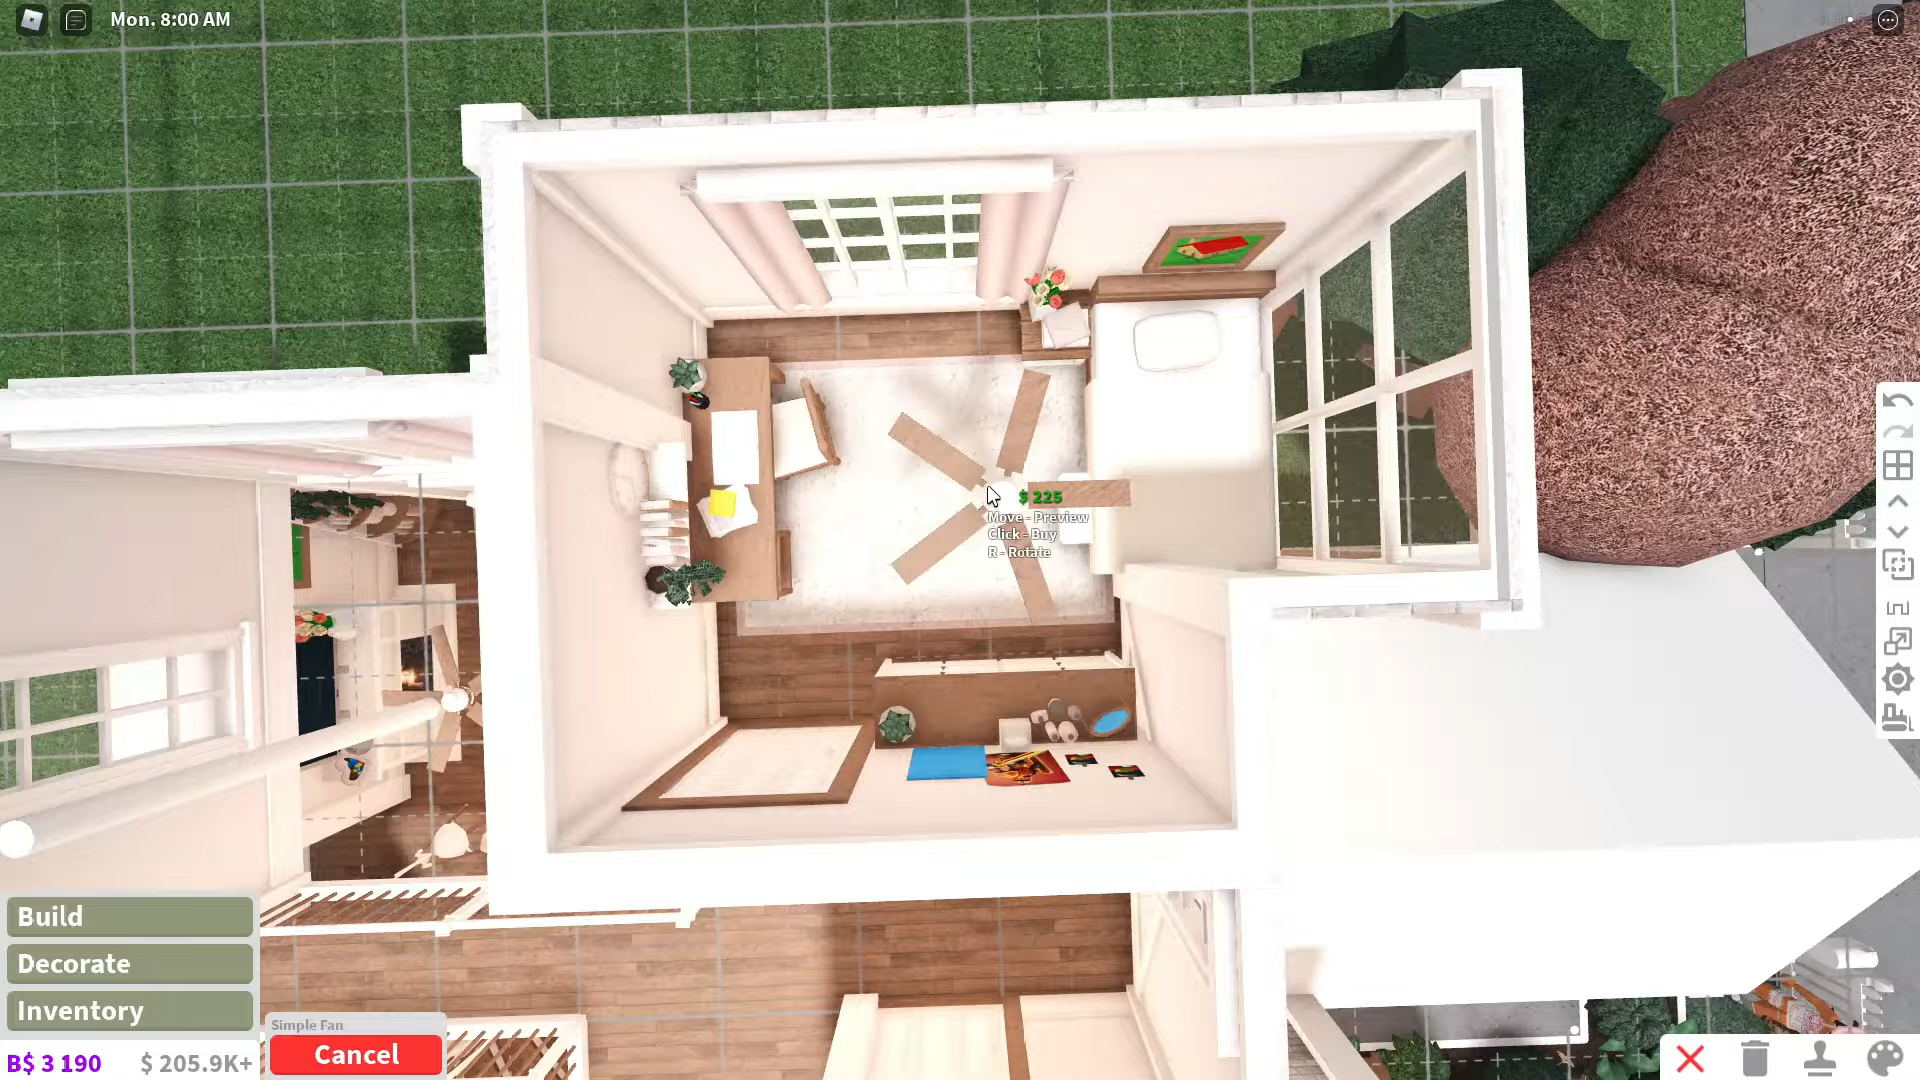 Mon. 8:00 AM
$ 225
Move - Preview
Click - Buy
R - Rotate
Build
Decorate
Inventory
Simple Fan
Cancel
B$ 3 190
$ 205.9K+